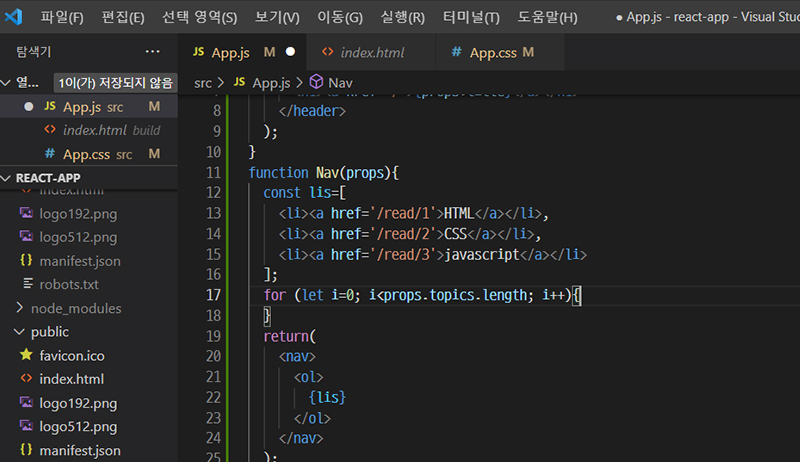 파일(F) 편집(E) 선택 영역(S) 보기(V) 이동(G) 실행(R) 터미널(T) 도움말(H) ● App.js - react-app - Visual Studio
탐색기 ···
JS App.js M ●
<> index.html
# App.css M
열... 1이(가) 저장되지 않음
● JS App.js src M
<> index.html build
# App.css src M
REACT-APP
index.html
logo192.png
logo512.png
{} manifest.json
robots.txt
> node_modules
public
favicon.ico
<> index.html
logo192.png
logo512.png
{} manifest.json
src > JS App.js > Nav
8 </header>
9 );
10 }
11 function Nav(props){
12 const lis=[
13 <li><a href='/read/1'>HTML</a></li>,
14 <li><a href='/read/2'>CSS</a></li>,
15 <li><a href='/read/3'>javascript</a></li>
16 ];
17 for (let i=0; i<props.topics.length; i++){
18 }
19 return(
20 <nav>
21 <ol>
22 {lis}
23 </ol>
24 </nav>
25 );